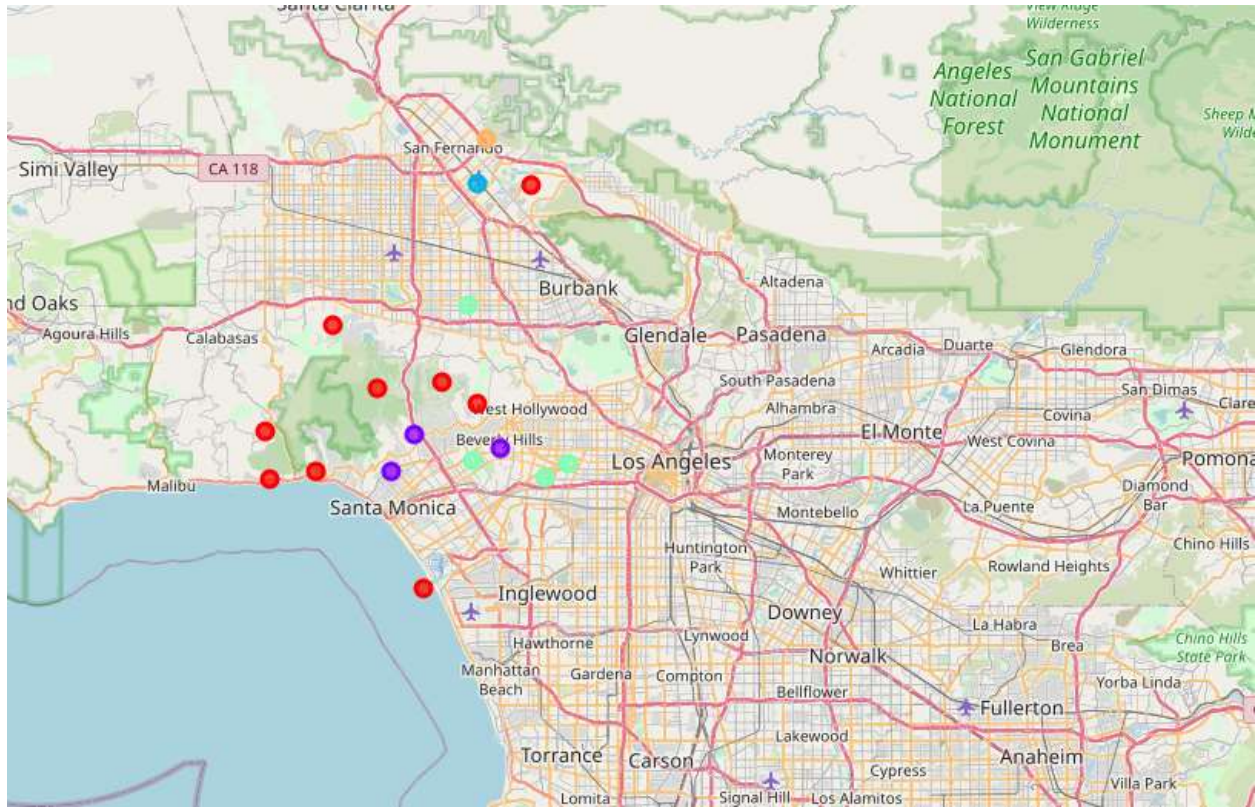 Santa Clarita
View Ridge
Wilderness
San Gabriel
Mountains
National
Monument
Angeles
National
Forest
San Fernando
Simi Valley
CA 118
Altadena
Burbank
Oaks
Agoura Hills
Calabasas
Glendale
Pasadena
Arcadia
Duarte
Glendora
South Pasadena
San Dimas
West Hollywood
Alhambra
Covina
Beverly Hills
El Monte
West Covina
Los Angeles
Monterey
Park
Pomona
Malibu
Santa Monica
Montebello
La Puente
Diamond
Bar
Huntington
Park
Chino Hills
Whittier
Rowland Heights
Inglewood
Downey
La Habra
Hawthorne
Lynwood
Brea
Chino Hills
State Park
Norwalk
Manhattan
Beach
Gardena
Compton
Yorba Linda
Bellflower
Fullerton
Lakewood
Torrance
Carson
Anaheim
Cypress
Villa Park
Lomita
Signal Hill
Los Alamitos